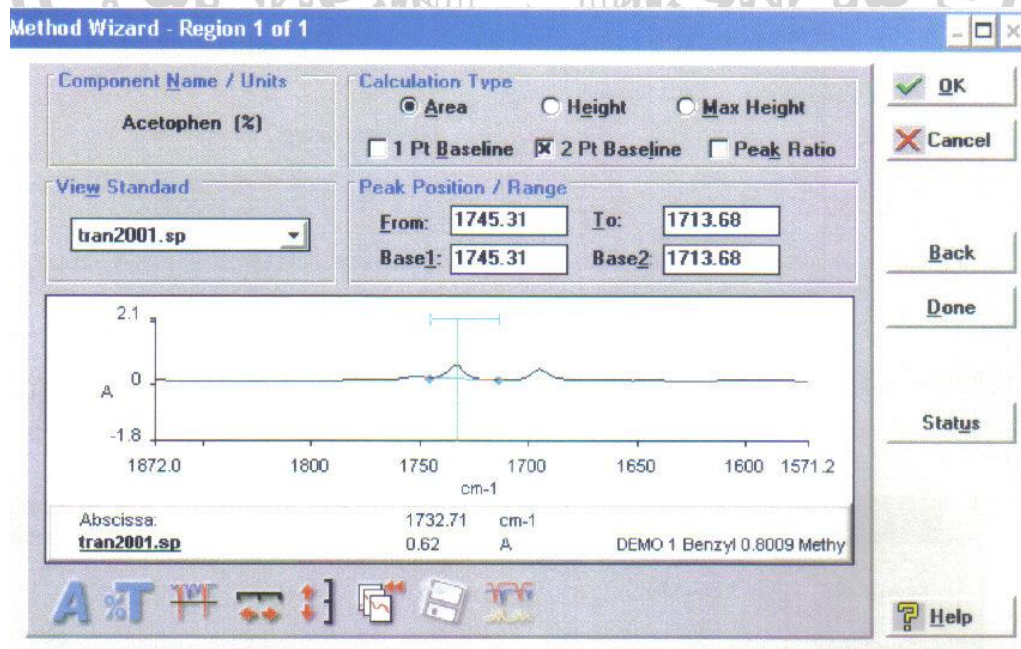 Method Wizard - Region 1 of 1
Component Name / Units
Acetophen (%)
Calculation Type
Area Height Max Height
1 Pt Baseline 2 Pt Baseline Peak Ratio
OK
Cancel
View Standard
tran2001.sp
Peak Position / Range
From: 1745.31 To: 1713.68
Base1: 1745.31 Base2: 1713.68
Back
Done
2.1
A 0
-1.8
1872.0 1800 1750 1700 1650 1600 1571.2
cm-1
Status
Abscissa: 1732.71 cm-1
tran2001.sp 0.62 A DEMO 1 Benzyl 0.8009 Methy
A %T
Help